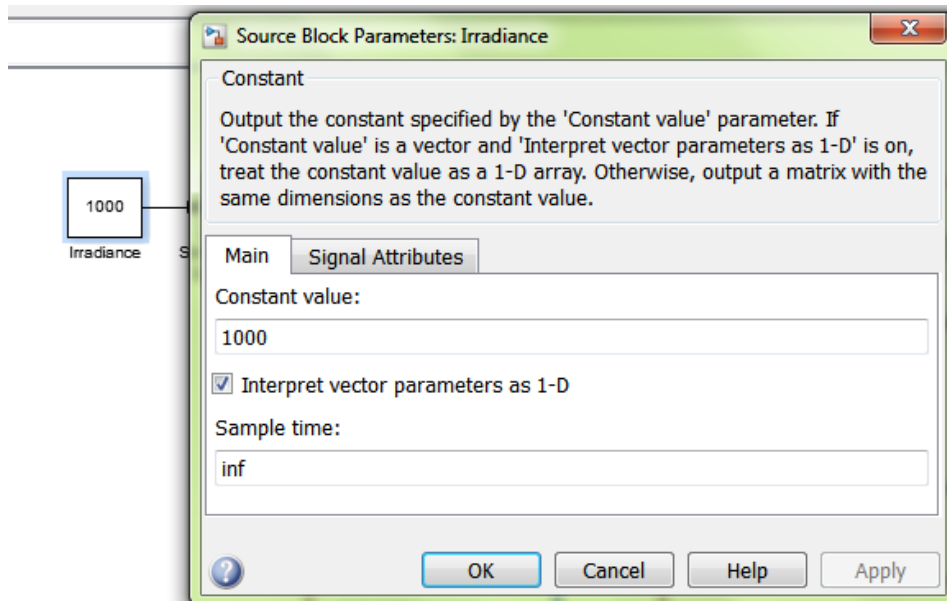 Source Block Parameters: Irradiance
X
Constant
Output the constant specified by the 'Constant value' parameter. If
'Constant value' is a vector and 'Interpret vector parameters as 1-D' is on,
treat the constant value as a 1-D array. Otherwise, output a matrix with the
same dimensions as the constant value.
1000
Irradiance
S
Main Signal Attributes
Constant value:
1000
Interpret vector parameters as 1-D
Sample time:
inf
? OK Cancel Help Apply